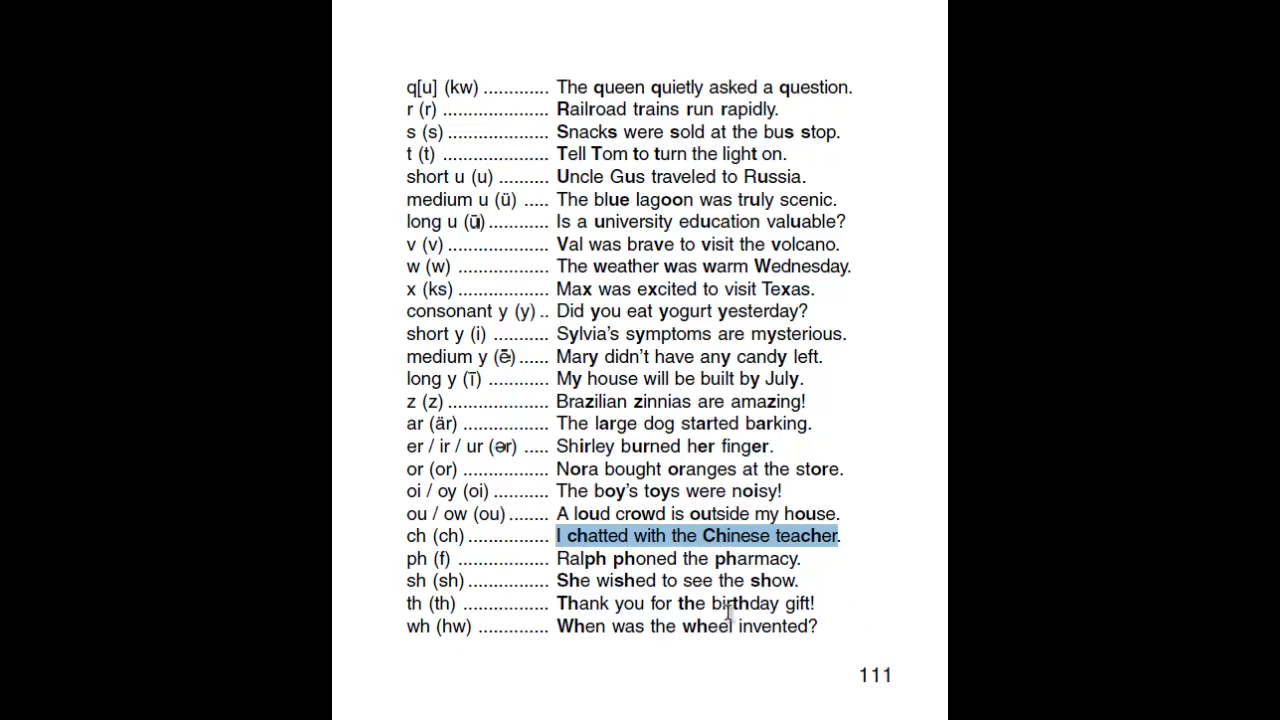 q[u] (kw) ............. The queen quietly asked a question.
r (r) ..................... Railroad trains run rapidly.
s (s) .................... Snacks were sold at the bus stop.
t (t) ..................... Tell Tom to turn the light on.
short u (u) .......... Uncle Gus traveled to Russia.
medium u (ü) ..... The blue lagoon was truly scenic.
long u (ū) ............ Is a university education valuable?
v (v) .................... Val was brave to visit the volcano.
w (w) .................. The weather was warm Wednesday.
x (ks) .................. Max was excited to visit Texas.
consonant y (y) .. Did you eat yogurt yesterday?
short y (i) ........... Sylvia's symptoms are mysterious.
medium y (ē) ...... Mary didn't have any candy left.
long y (ī) ............ My house will be built by July.
z (z) .................... Brazilian zinnias are amazing!
ar (är) ................. The large dog started barking.
er / ir / ur (ər) ..... Shirley burned her finger.
or (or) ................. Nora bought oranges at the store.
oi / oy (oi) ........... The boy's toys were noisy!
ou / ow (ou) ........ A loud crowd is outside my house.
ch (ch) ................ I chatted with the Chinese teacher.
ph (f) .................. Ralph phoned the pharmacy.
sh (sh) ................ She wished to see the show.
th (th) ................. Thank you for the birthday gift!
wh (hw) .............. When was the wheel invented?
111